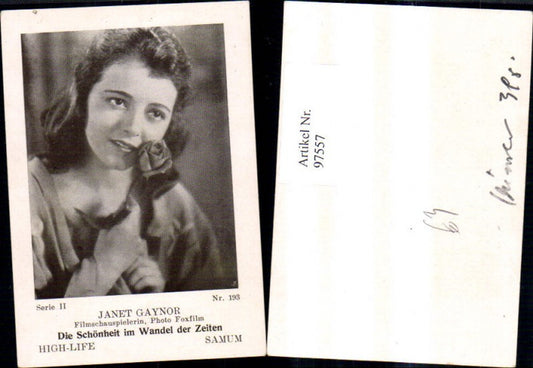 Serie II Nr. 193
JANET GAYNOR
Filmschauspielerin, Photo Foxfilm
Die Schönheit im Wandel der Zeiten
HIGH-LIFE SAMUM
Artikel Nr.
97557